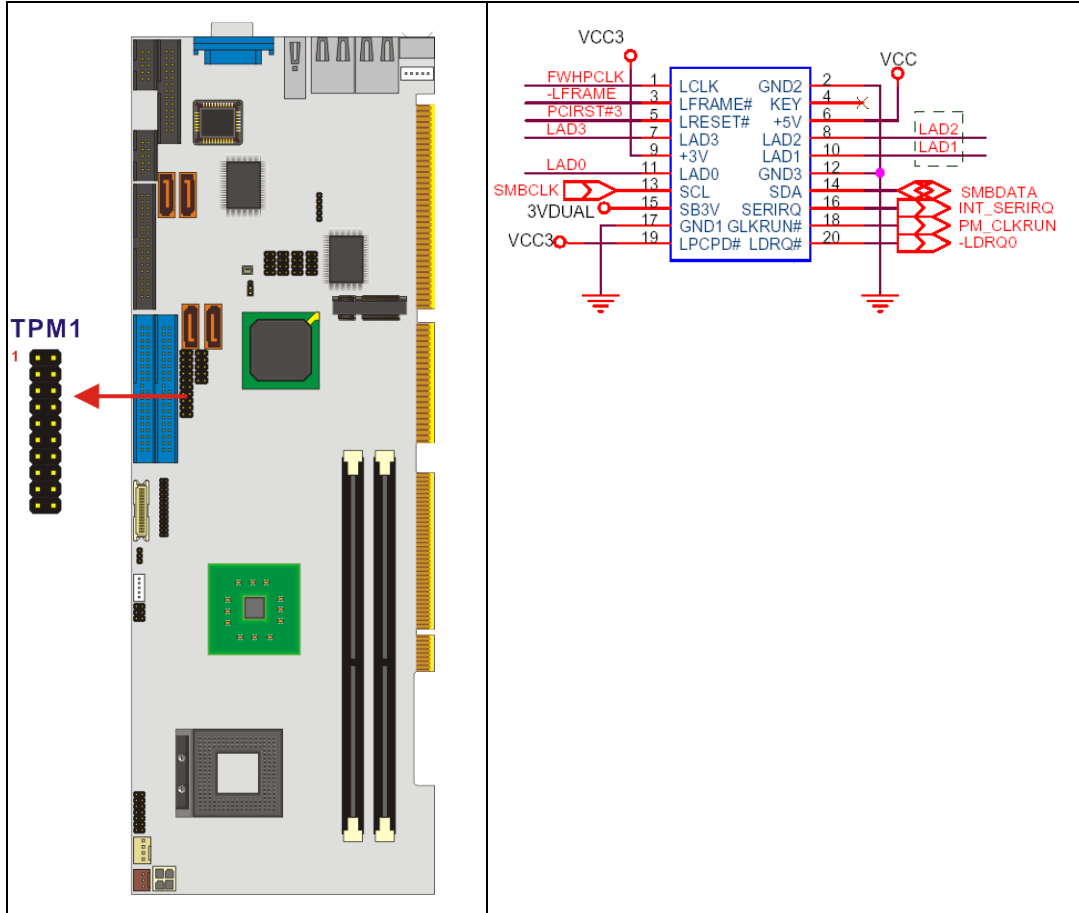 TPM1
1
VCC3
VCC
FWHPCLK 1 LCLK GND2 2
-LFRAME 3 LFRAME# KEY 4
PCIRST#3 5 LRESET# +5V 6
LAD3 7 LAD3 LAD2 8 LAD2
9 +3V LAD1 10 LAD1
LAD0 11 LAD0 GND3 12
SMBCLK 13 SCL SDA 14 SMBDATA
3VDUAL 15 SB3V SERIRQ 16 INT_SERIRQ
17 GND1 GLKRUN# 18 PM_CLKRUN
VCC3 19 LPCPD# LDRQ# 20 -LDRQ0